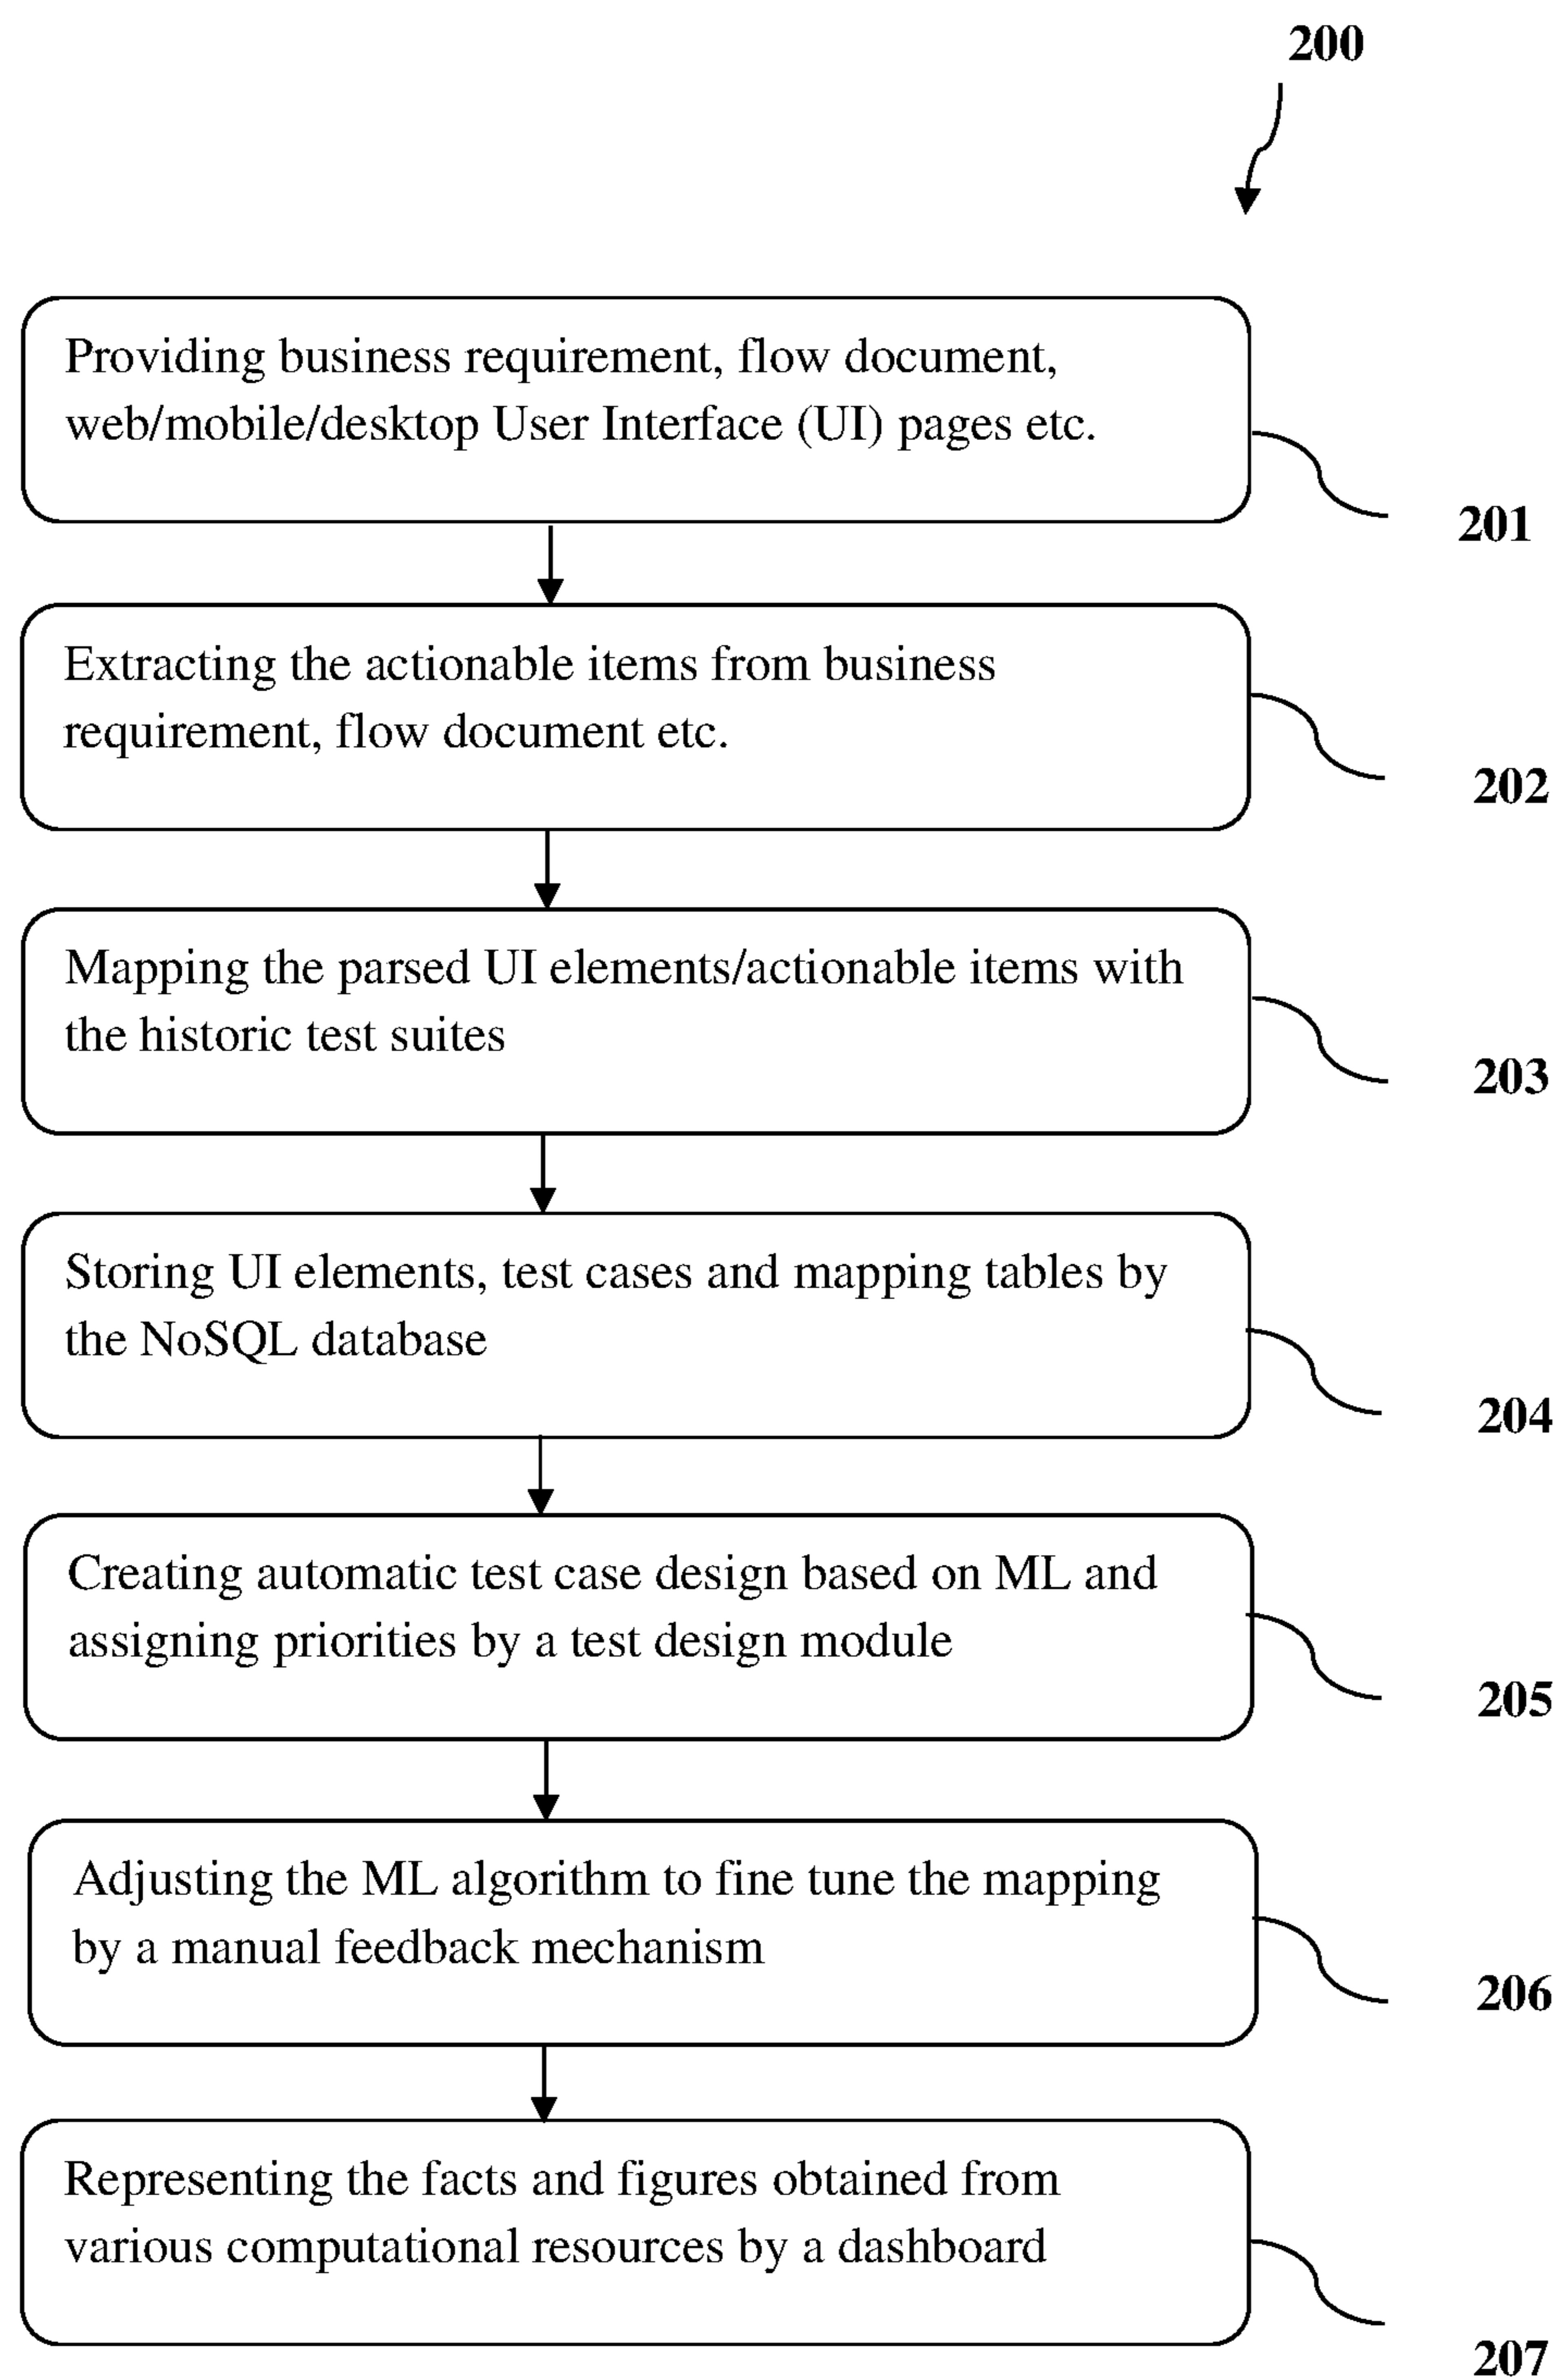 200
Providing business requirement, flow document,
web/mobile/desktop User Interface (UI) pages etc.
201
Extracting the actionable items from business
requirement, flow document etc.
202
Mapping the parsed UI elements/actionable items with
the historic test suites
203
Storing UI elements, test cases and mapping tables by
the NoSQL database
204
Creating automatic test case design based on ML and
assigning priorities by a test design module
205
Adjusting the ML algorithm to fine tune the mapping
by a manual feedback mechanism
206
Representing the facts and figures obtained from
various computational resources by a dashboard
207